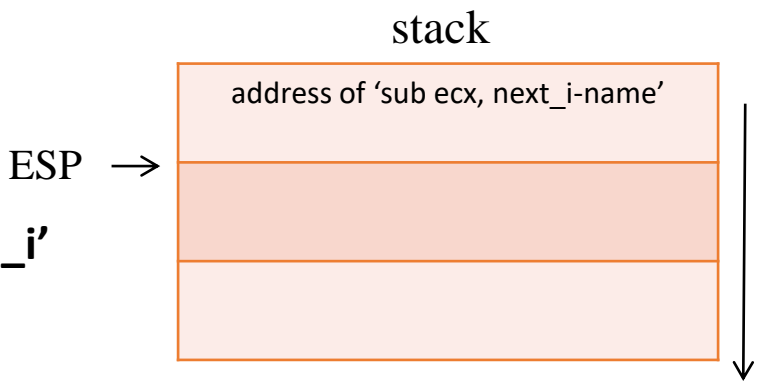 stack
address of ‘sub ecx, next_i-name’
ESP
_i’